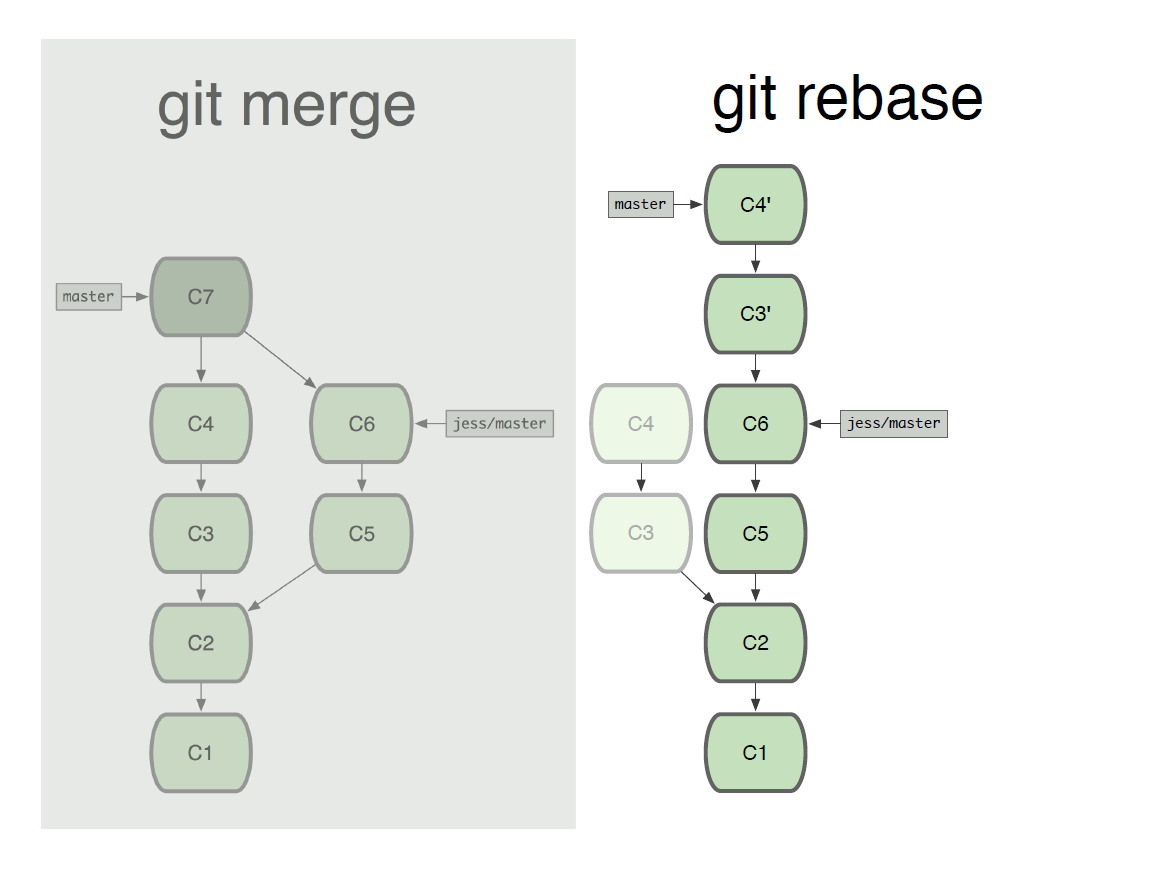 git merge
master
C7
C4
C6
jess/master
C3
C5
C2
C1
git rebase
master
C4'
C3'
C4
C6
jess/master
C3
C5
C2
C1